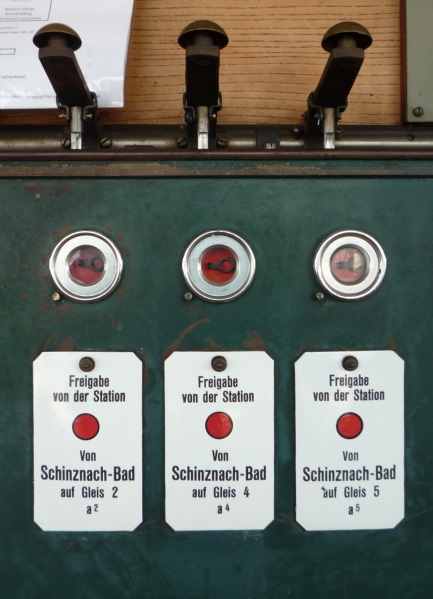 Freigabe
von der Station
Von
Schinznach-Bad
auf Gleis 2
a²
Freigabe
von der Station
Von
Schinznach-Bad
auf Gleis 4
a⁴
Freigabe
von der Station
Von
Schinznach-Bad
auf Gleis 5
a⁵